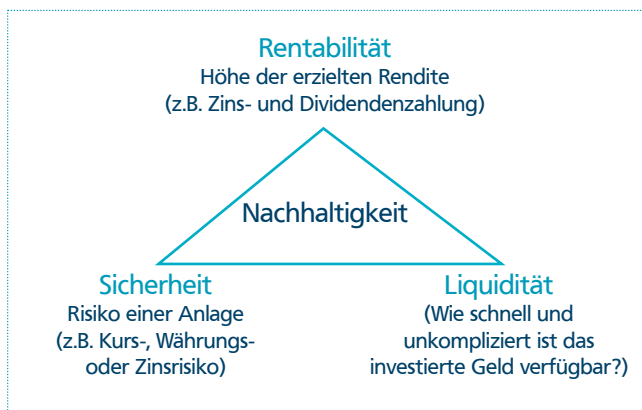 Rentabilität
Höhe der erzielten Rendite
(z.B. Zins- und Dividendenzahlung)
Nachhaltigkeit
Sicherheit
Risiko einer Anlage
(z.B. Kurs-, Währungs-
oder Zinsrisiko)
Liquidität
(Wie schnell und
unkompliziert ist das
investierte Geld verfügbar?)